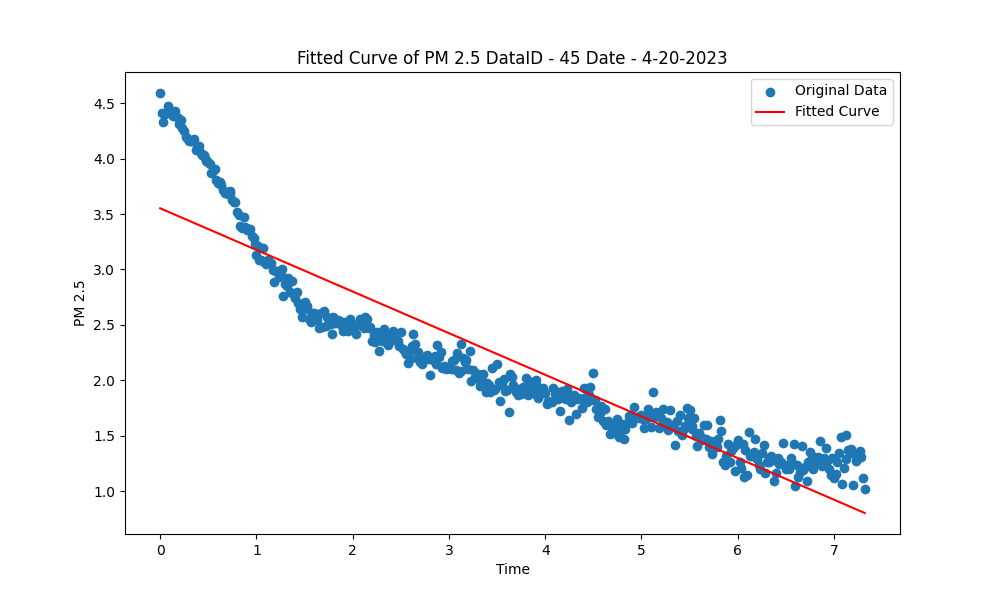 Fitted Curve of PM 2.5 DataID - 45 Date - 4-20-2023
Original Data
Fitted Curve
PM 2.5
4.5
4.0
3.5
3.0
2.5
2.0
1.5
1.0
0 1 2 3 4 5 6 7
Time